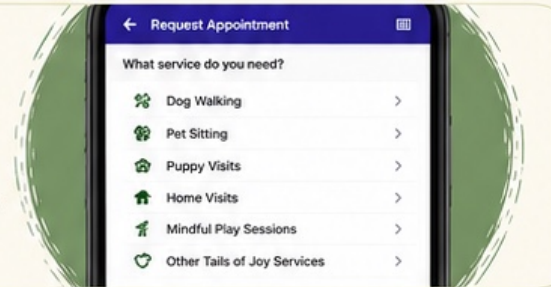 Request Appointment
What service do you need?
Dog Walking
Pet Sitting
Puppy Visits
Home Visits
Mindful Play Sessions
Other Tails of Joy Services